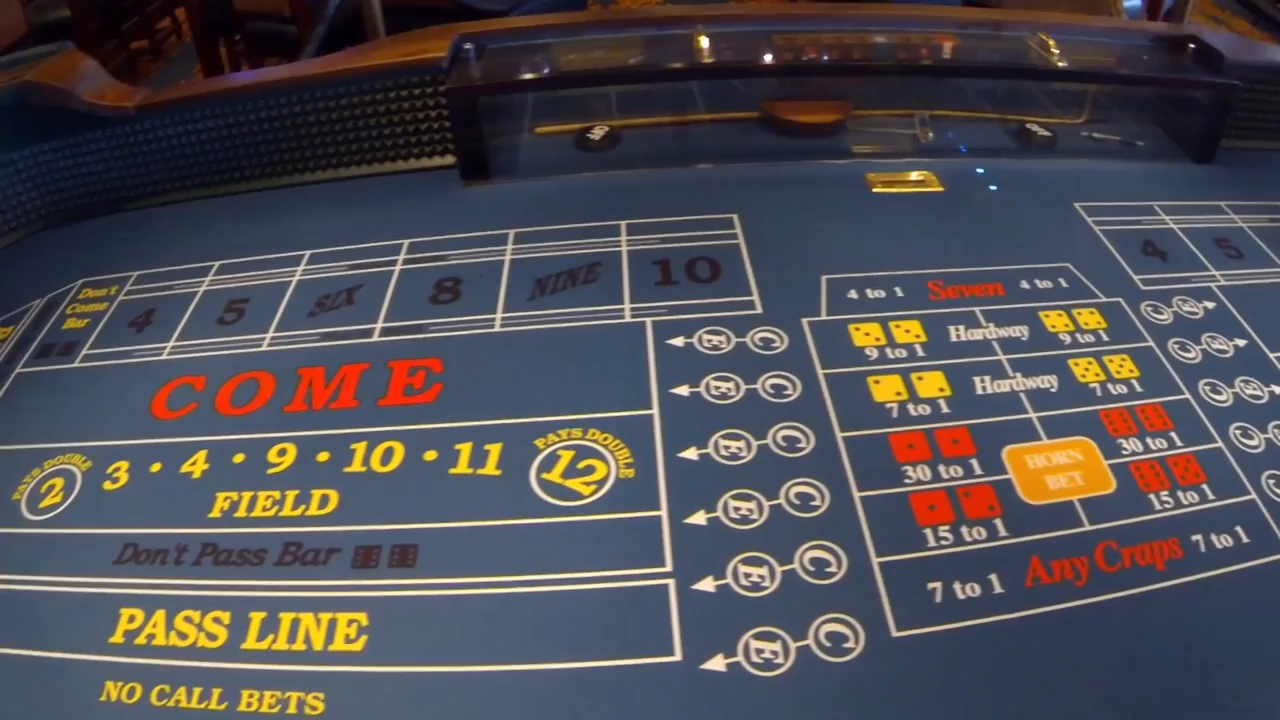 OFF
OFF
Don't
Come
Bar
4
5
SIX
8
NINE
10
4
5
4 to 1 Seven 4 to 1
Hardway
9 to 1
9 to 1
Hardway
7 to 1
7 to 1
30 to 1
30 to 1
HORN
BET
15 to 1
15 to 1
Any Craps
7 to 1
7 to 1
E C
E C
E C
E C
E C
E C
C E
C E
C E
C
COME
PAYS DOUBLE
2
3 • 4 • 9 • 10 • 11
PAYS DOUBLE
12
FIELD
Don't Pass Bar
PASS LINE
NO CALL BETS